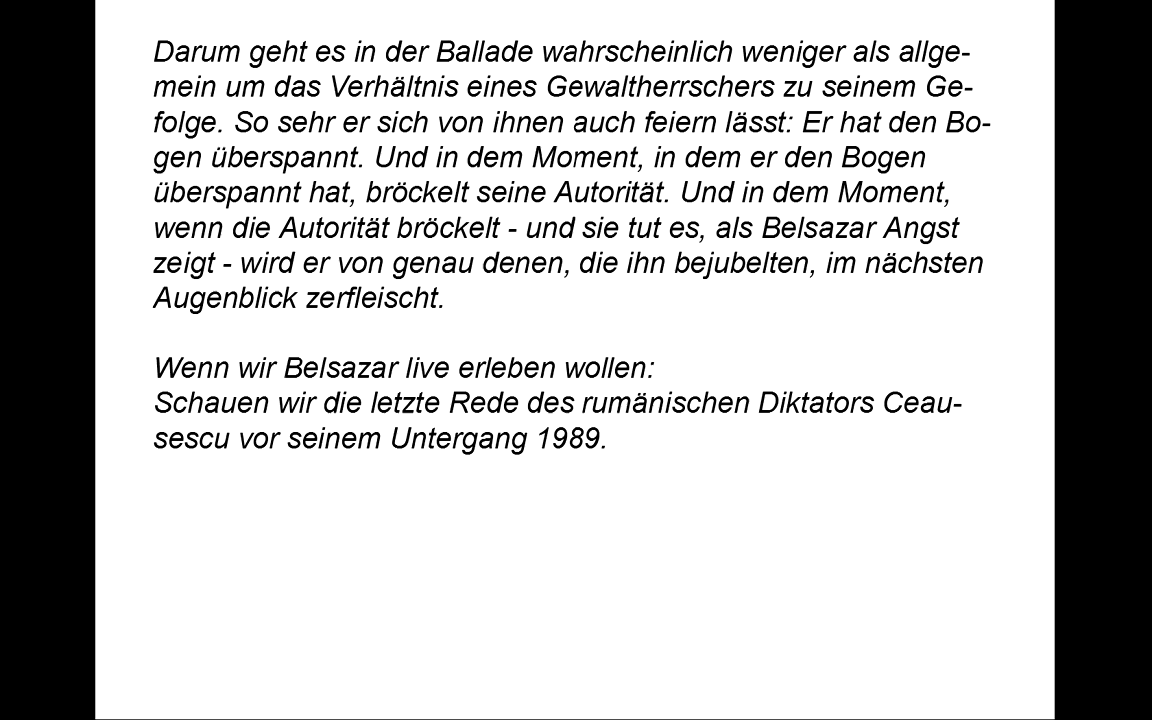 Darum geht es in der Ballade wahrscheinlich weniger als allge-
mein um das Verhältnis eines Gewaltherrschers zu seinem Ge-
folge. So sehr er sich von ihnen auch feiern lässt: Er hat den Bo-
gen überspannt. Und in dem Moment, in dem er den Bogen
überspannt hat, bröckelt seine Autorität. Und in dem Moment,
wenn die Autorität bröckelt - und sie tut es, als Belsazar Angst
zeigt - wird er von genau denen, die ihn bejubelten, im nächsten
Augenblick zerfleischt.
Wenn wir Belsazar live erleben wollen:
Schauen wir die letzte Rede des rumänischen Diktators Ceau-
sescu vor seinem Untergang 1989.